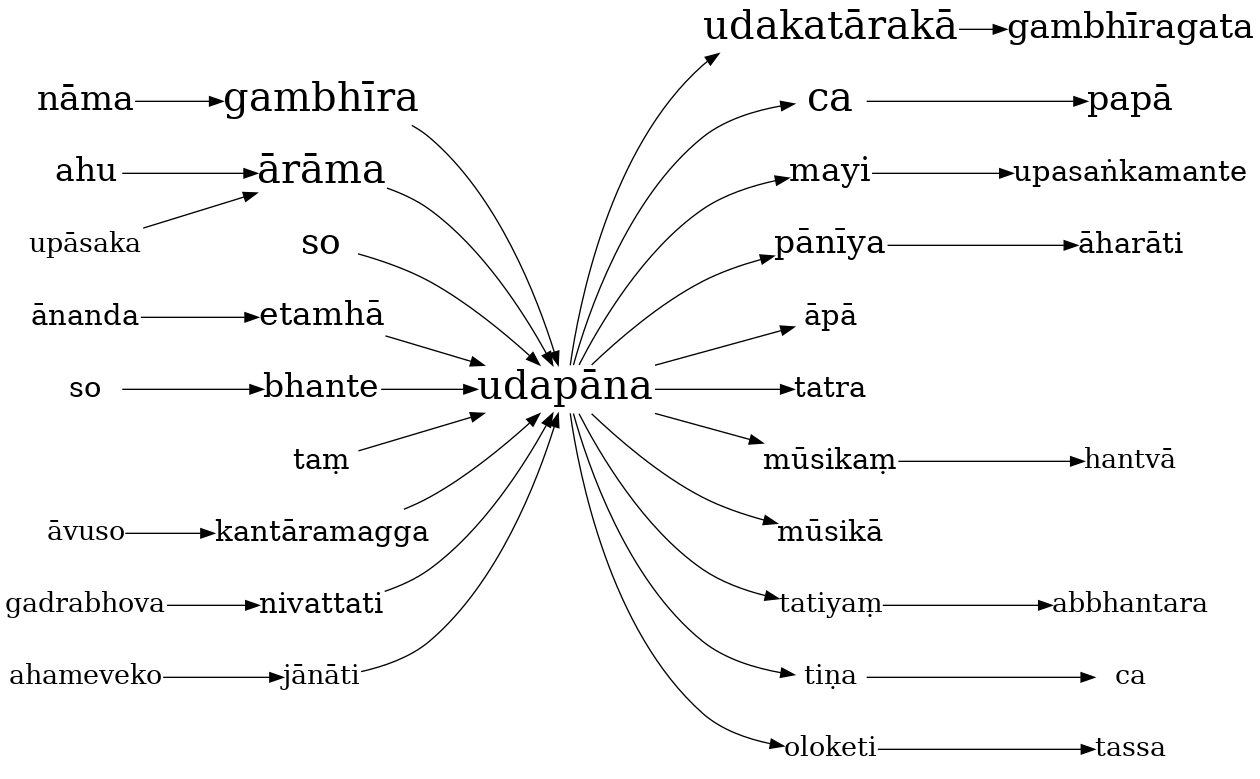 udakatārakā gambhīragata
nāma gambhīra ca papā
ahu ārāma mayi upasaṅkamante
upāsaka so pānīya āharāti
ānanda etamhā āpā
so bhante udapāna tatra
taṃ mūsikaṃ hantvā
āvuso kantāramagga mūsikā
gadrabhova nivattati tatiyaṃ abbhantara
ahameveko jānāti tiṇa ca
oloketi tassa